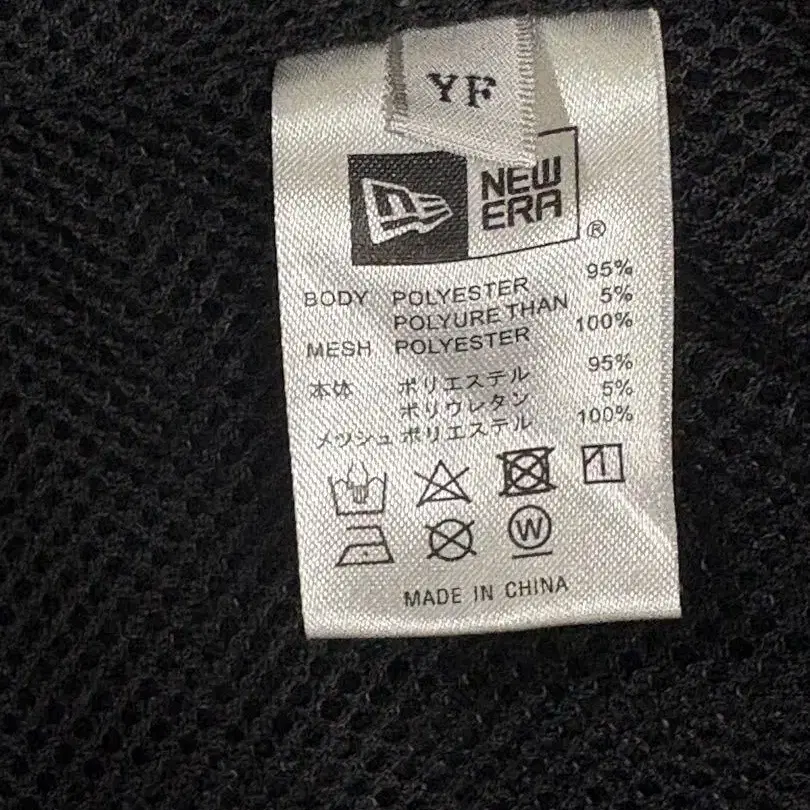 YF
NEW
ERA
®
BODY POLYESTER 95%
POLYURE THAN 5%
MESH POLYESTER 100%
本体 ポリエステル 95%
ポリウレタン 5%
メッシュ ポリエステル 100%
W
MADE IN CHINA